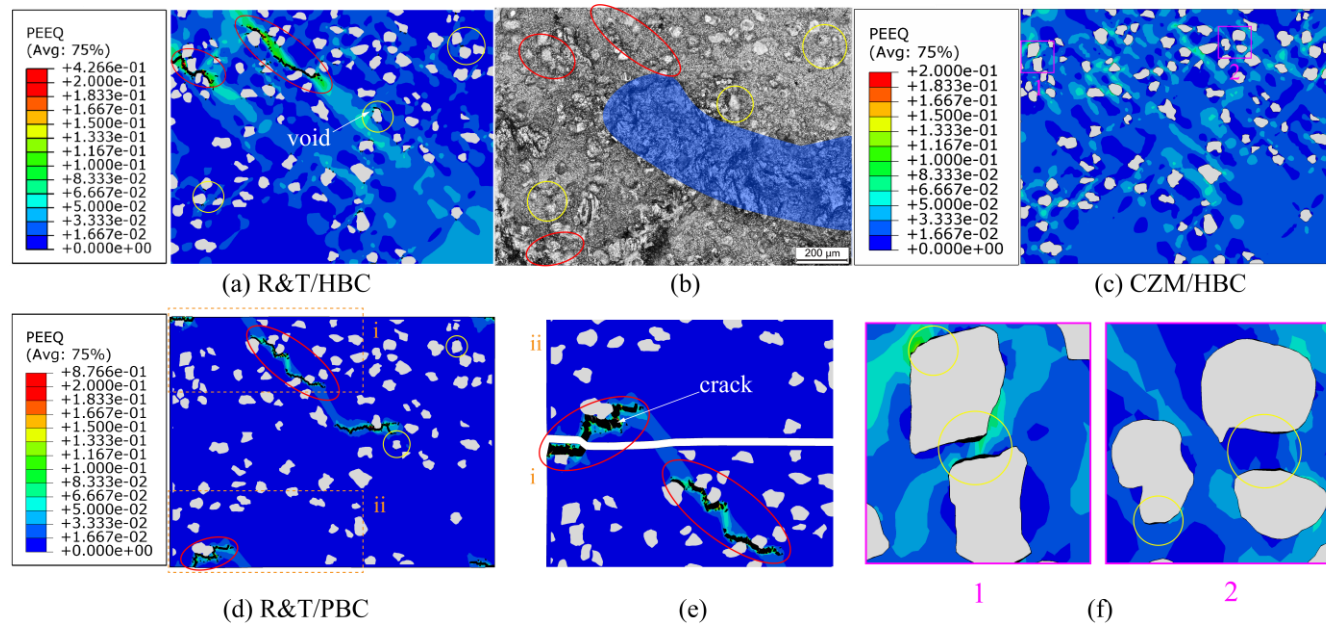 PEEQ
(Avg: 75%)
+4.266e-01
+2.000e-01
+1.833e-01
+1.667e-01
+1.500e-01
+1.333e-01
+1.167e-01
+1.000e-01
+8.333e-02
+6.667e-02
+5.000e-02
+3.333e-02
+1.667e-02
+0.000e+00
void
(a) R&T/HBC
200 µm
(b)
PEEQ
(Avg: 75%)
+2.000e-01
+1.833e-01
+1.667e-01
+1.500e-01
+1.333e-01
+1.167e-01
+1.000e-01
+8.333e-02
+6.667e-02
+5.000e-02
+3.333e-02
+1.667e-02
+0.000e+00
1
2
(c) CZM/HBC
PEEQ
(Avg: 75%)
+8.766e-01
+2.000e-01
+1.833e-01
+1.667e-01
+1.500e-01
+1.333e-01
+1.167e-01
+1.000e-01
+8.333e-02
+6.667e-02
+5.000e-02
+3.333e-02
+1.667e-02
+0.000e+00
i
ii
(d) R&T/PBC
ii
crack
i
(e)
1
2
(f)